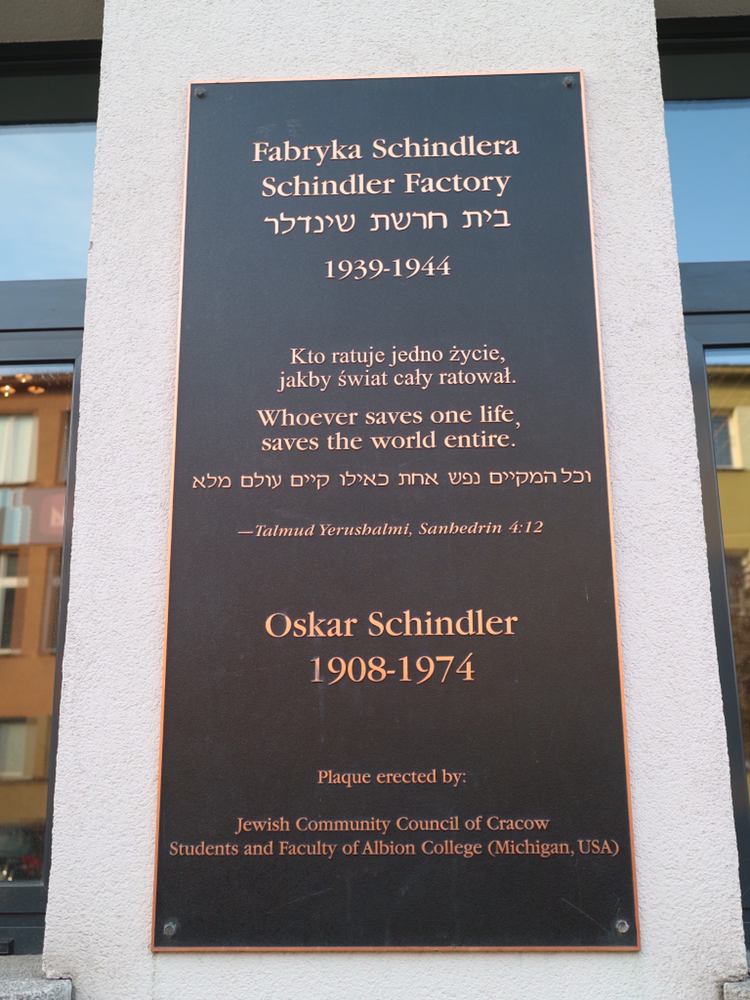 Fabryka Schindlera
Schindler Factory
בית חרשת שינדלר
1939-1944
Kto ratuje jedno życie,
jakby świat cały ratował.
Whoever saves one life,
saves the world entire.
וכל המקיים נפש אחת כאילו קיים עולם מלא
—Talmud Yerushalmi, Sanhedrin 4:12
Oskar Schindler
1908-1974
Plaque erected by:
Jewish Community Council of Cracow
Students and Faculty of Albion College (Michigan, USA)